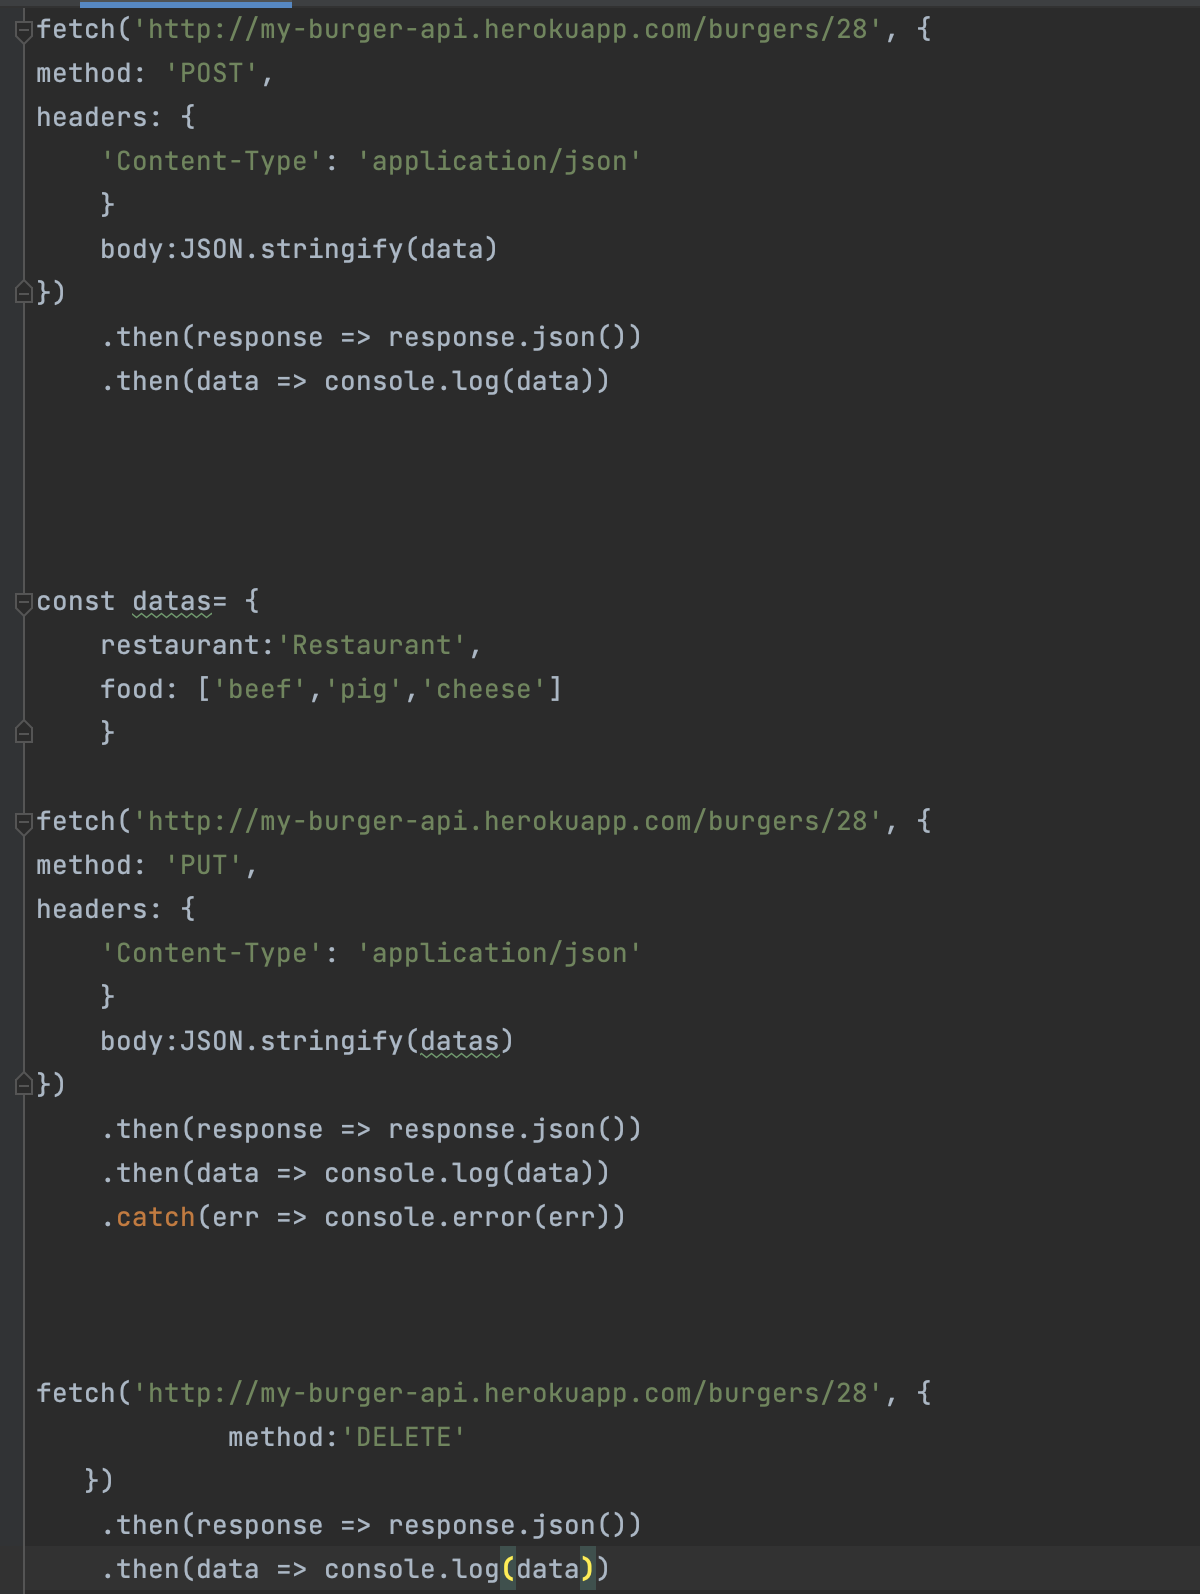 fetch('http://my-burger-api.herokuapp.com/burgers/28', {
method: 'POST',
headers: {
    'Content-Type': 'application/json'
    }
    body:JSON.stringify(data)
})
    .then(response => response.json())
    .then(data => console.log(data))
const datas= {
    restaurant:'Restaurant',
    food: ['beef','pig','cheese']
    }
fetch('http://my-burger-api.herokuapp.com/burgers/28', {
method: 'PUT',
headers: {
    'Content-Type': 'application/json'
    }
    body:JSON.stringify(datas)
})
    .then(response => response.json())
    .then(data => console.log(data))
    .catch(err => console.error(err))
fetch('http://my-burger-api.herokuapp.com/burgers/28', {
            method:'DELETE'
   })
    .then(response => response.json())
    .then(data => console.log(data))